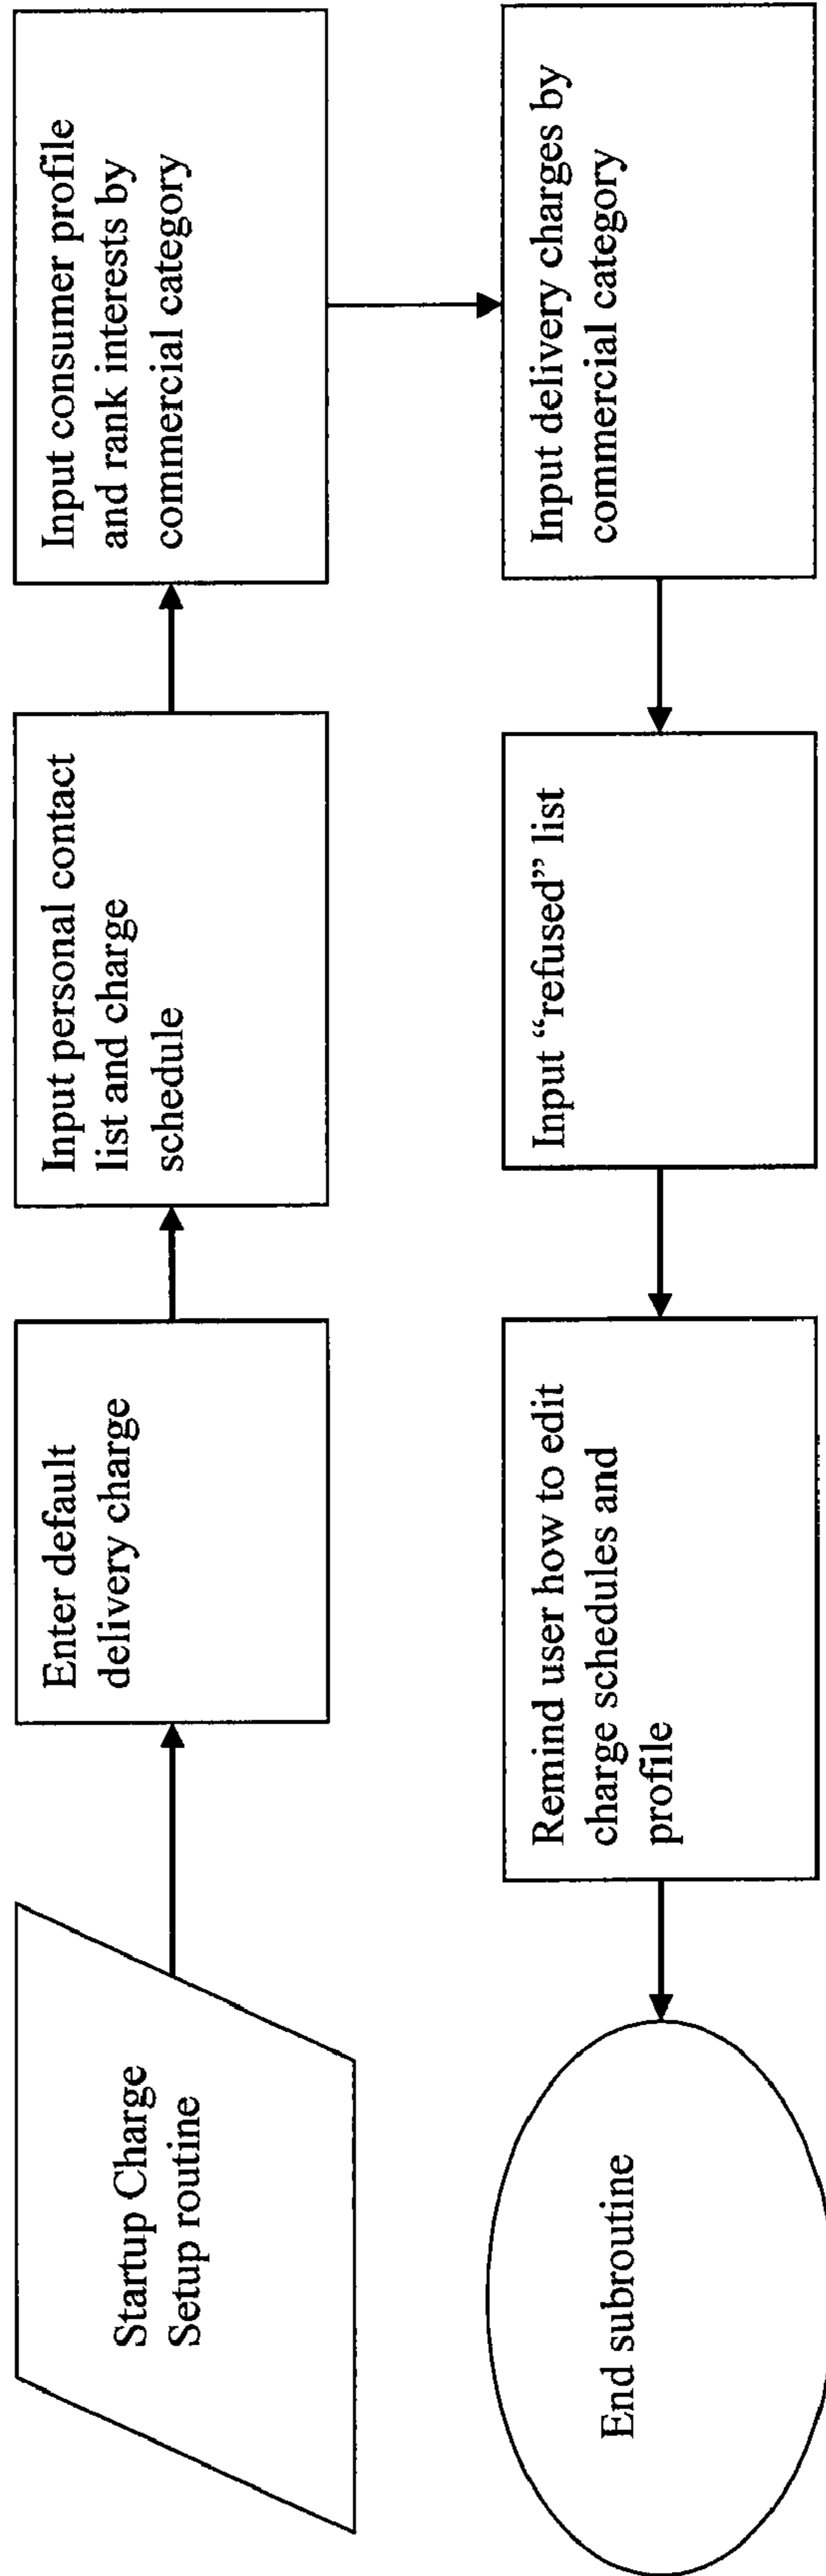 Startup Charge
Setup routine
Enter default
delivery charge
Input personal contact
list and charge
schedule
Input consumer profile
and rank interests by
commercial category
Input delivery charges by
commercial category
Input “refused” list
Remind user how to edit
charge schedules and
profile
End subroutine